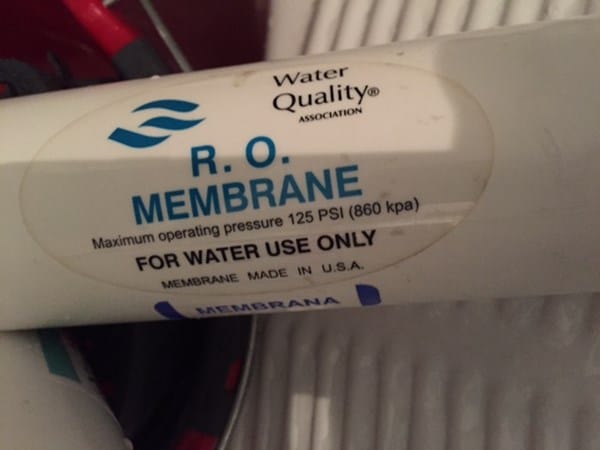 Water
Quality®
ASSOCIATION
R. O.
MEMBRANE
Maximum operating pressure 125 PSI (860 kpa)
FOR WATER USE ONLY
MEMBRANE MADE IN U.S.A.
MEMBRANA